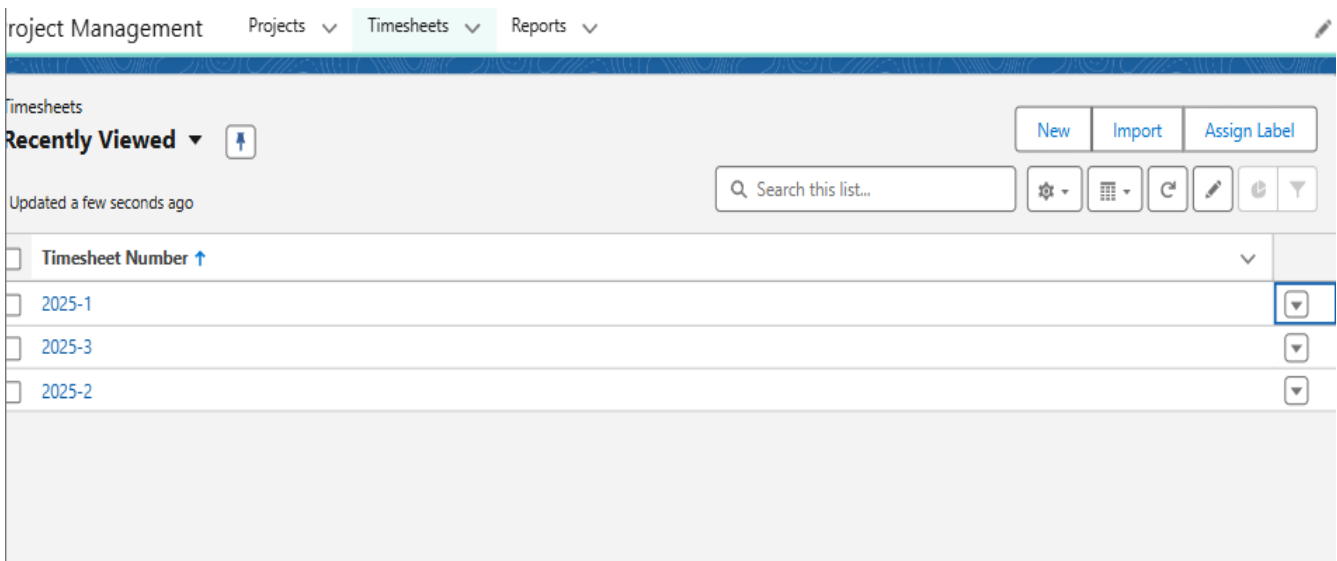 roject Management Projects Timesheets Reports
Timesheets
Recently Viewed
New Import Assign Label
Search this list...
Updated a few seconds ago
Timesheet Number
2025-1
2025-3
2025-2